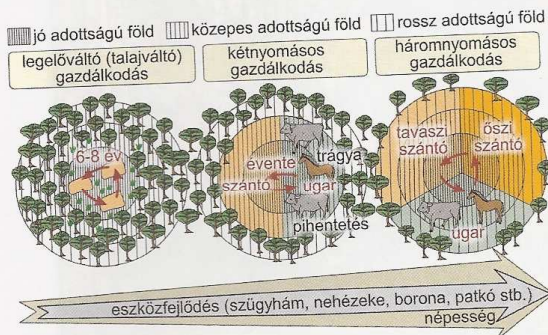 jó adottságú föld közepes adottságú föld rossz adottságú föld
legelőváltó (talajváltó)
gazdálkodás
kétnyomásos
gazdálkodás
háromnyomásos
gazdálkodás
6-8 év
trágya
évente
szántó ugar
pihentetés
tavaszi
szántó
őszi
szántó
ugar
eszközfejlődés (szügyhám, nehézeke, borona, patkó stb.)
népesség